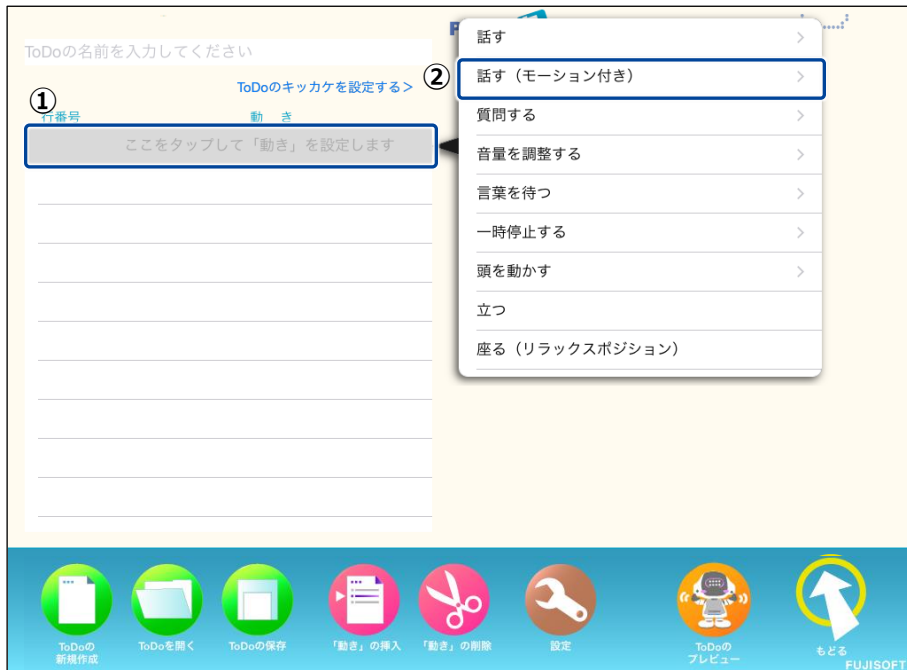 ToDoの名前を入力してください
ToDoのキッカケを設定する>
①
行番号
動 き
ここをタップして「動き」を設定します
P
②
話す
話す（モーション付き）
質問する
音量を調整する
言葉を待つ
一時停止する
頭を動かす
立つ
座る（リラックスポジション）
ToDoの
新規作成
ToDoを開く
ToDoの保存
「動き」の挿入
「動き」の削除
設定
ToDoの
プレビュー
もどる
FUJISOFT